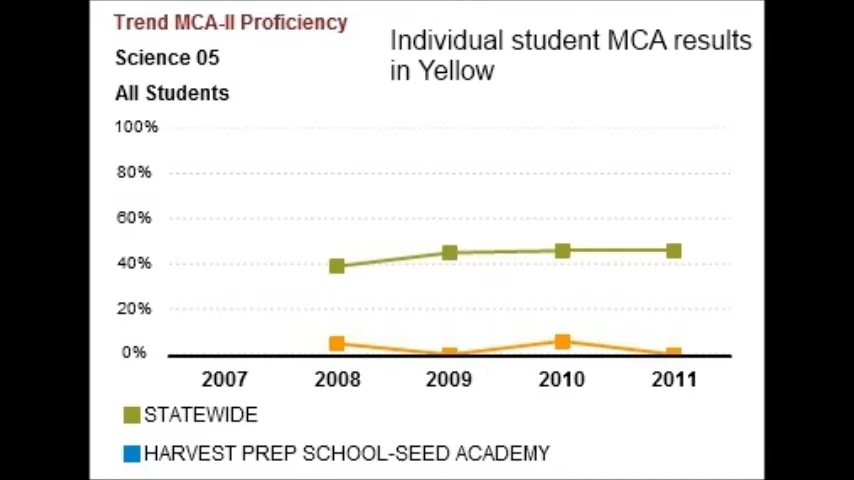 Trend MCA-II Proficiency
Individual student MCA results
in Yellow
Science 05
All Students
100%
80%
60%
40%
20%
0%
2007 2008 2009 2010 2011
STATEWIDE
HARVEST PREP SCHOOL-SEED ACADEMY